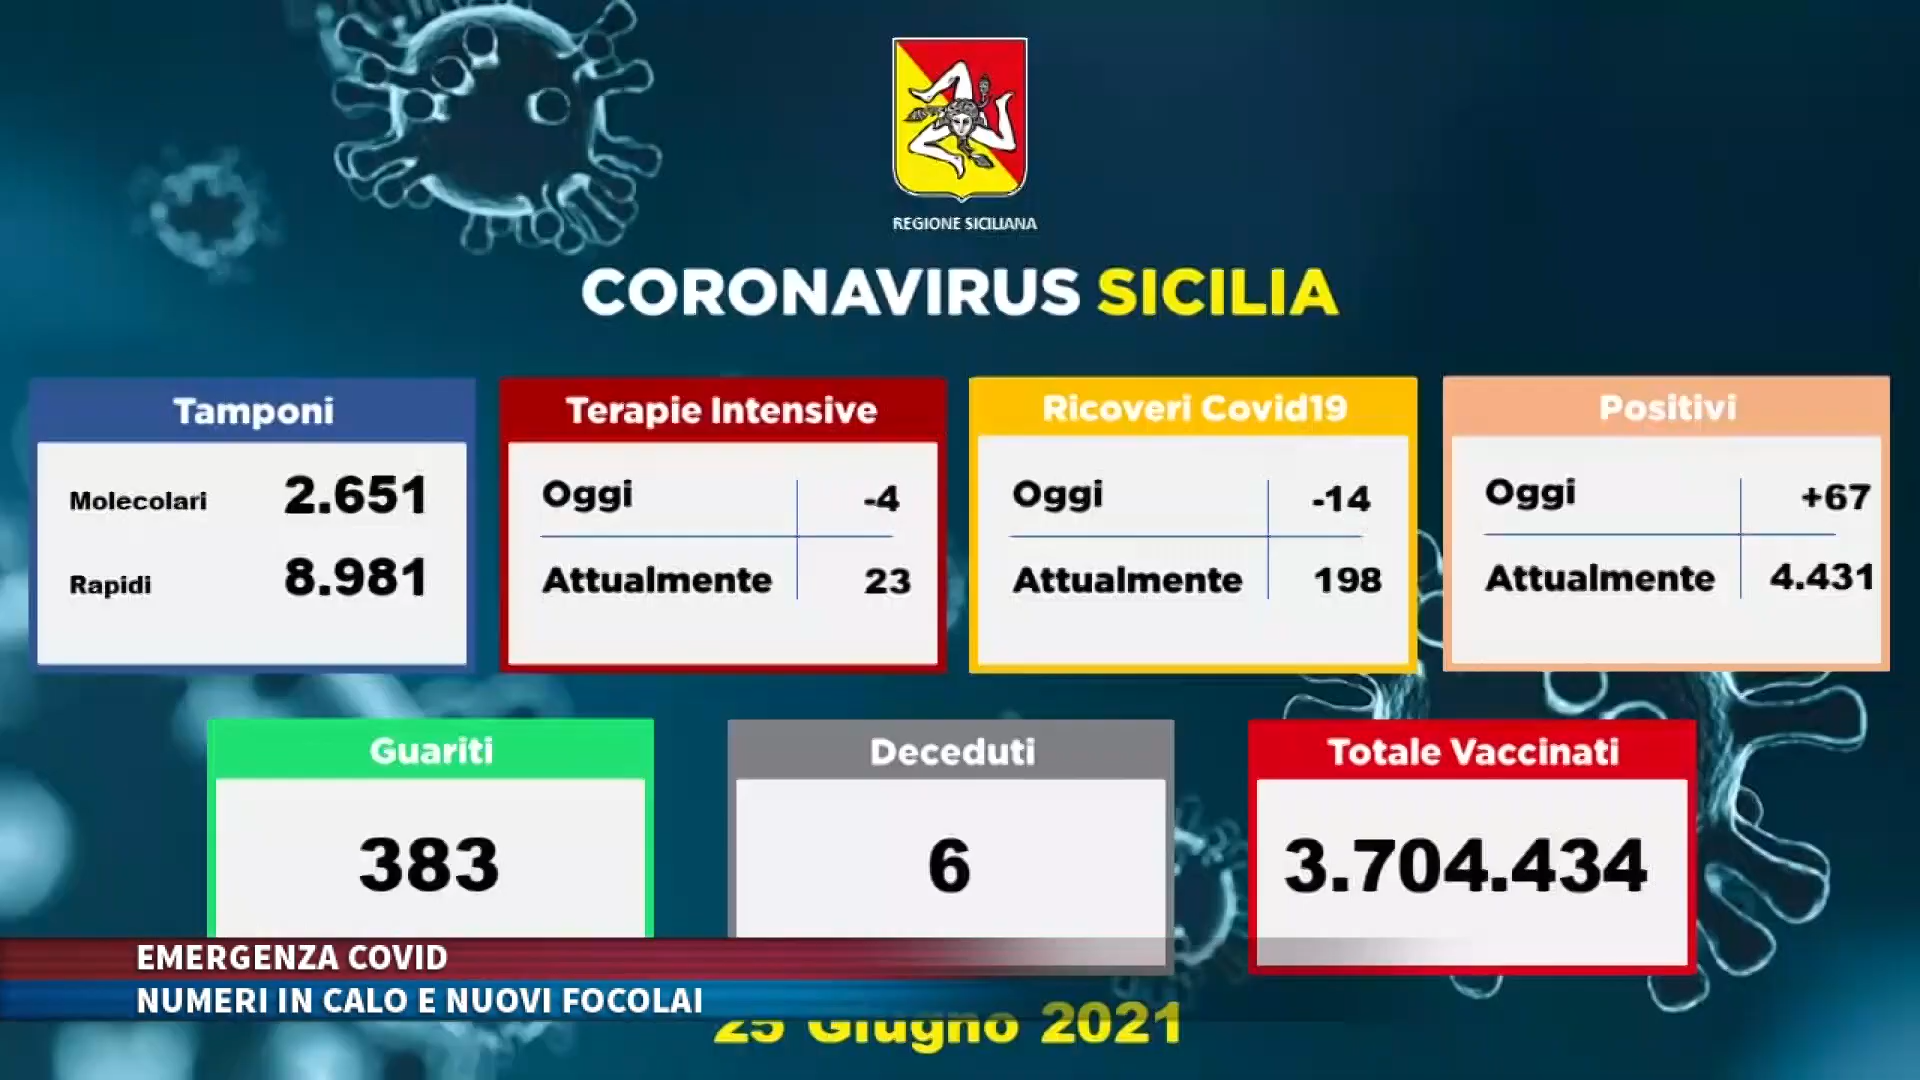 REGIONE SICILIANA
CORONAVIRUS SICILIA
Tamponi
Molecolari 2.651
Rapidi 8.981
Terapie Intensive
Oggi -4
Attualmente 23
Ricoveri Covid19
Oggi -14
Attualmente 198
Positivi
Oggi +67
Attualmente 4.431
Guariti
383
Deceduti
6
Totale Vaccinati
3.704.434
EMERGENZA COVID
NUMERI IN CALO E NUOVI FOCOLAI
25 Giugno 2021